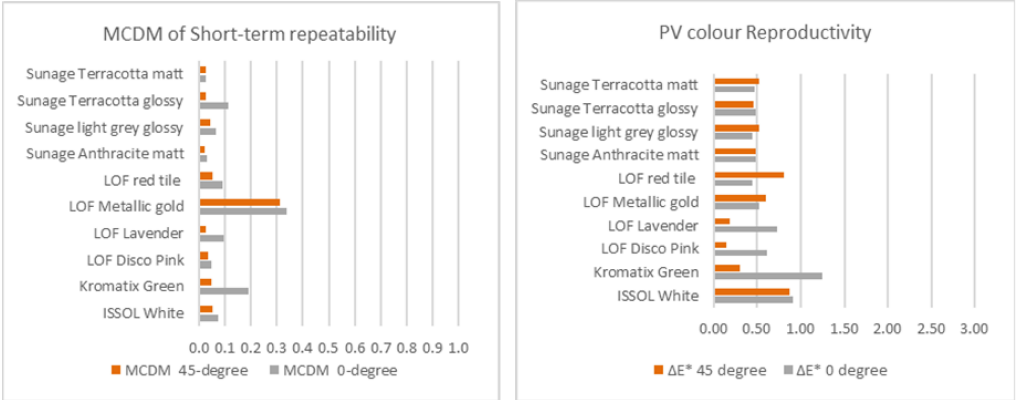 MCDM of Short-term repeatability
Sunage Terracotta matt
Sunage Terracotta glossy
Sunage light grey glossy
Sunage Anthracite matt
LOF red tile
LOF Metallic gold
LOF Lavender
LOF Disco Pink
Kromatix Green
ISSOL White
0.0 0.1 0.2 0.3 0.4 0.5 0.6 0.7 0.8 0.9 1.0
MCDM 45-degree MCDM 0-degree
PV colour Reproductivity
Sunage Terracotta matt
Sunage Terracotta glossy
Sunage light grey glossy
Sunage Anthracite matt
LOF red tile
LOF Metallic gold
LOF Lavender
LOF Disco Pink
Kromatix Green
ISSOL White
0.00 0.50 1.00 1.50 2.00 2.50 3.00
ΔE* 45 degree ΔE* 0 degree